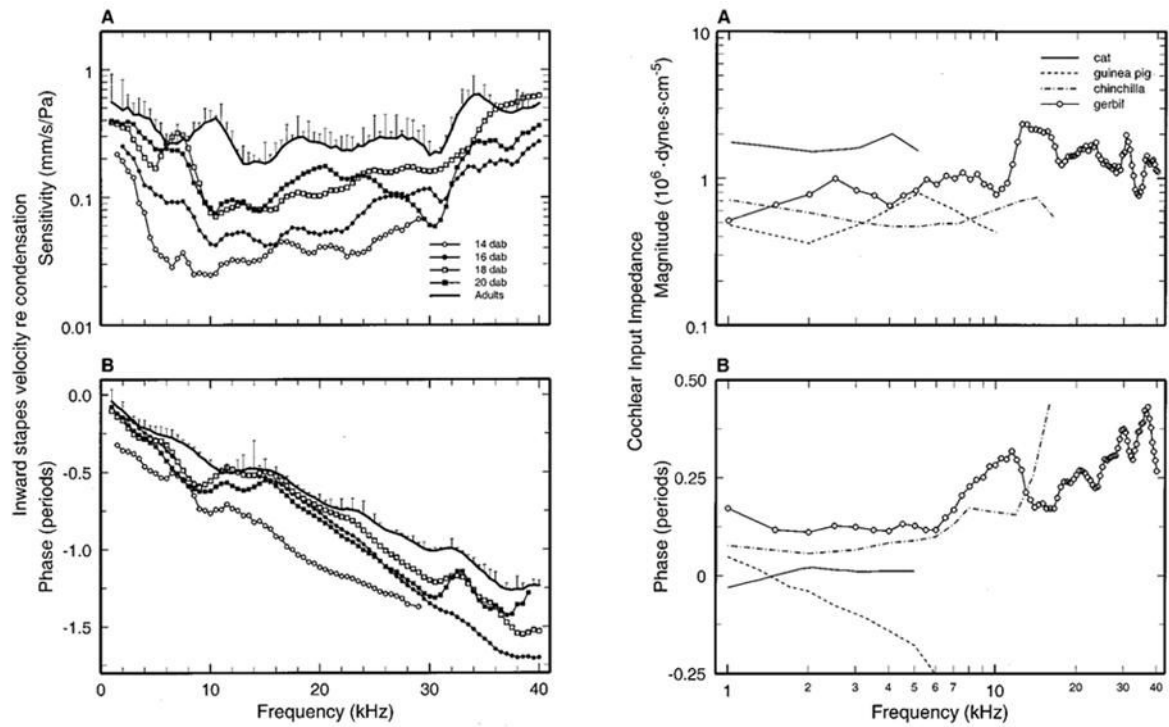 A
Inward stapes velocity re condensation
Sensitivity (mm/s/Pa)
1
0.1
0.01
14 dab
16 dab
18 dab
20 dab
Adults
B
Phase (periods)
0.0
-0.5
-1.0
-1.5
0 10 20 30 40
Frequency (kHz)
A
Cochlear Input Impedance
Magnitude (10⁶·dyne·s·cm⁻⁵)
10
1
0.1
cat
guinea pig
chinchilla
gerbil
B
Phase (periods)
0.50
0.25
0
-0.25
1 2 3 4 5 6 7 10 20 30 40
Frequency (kHz)